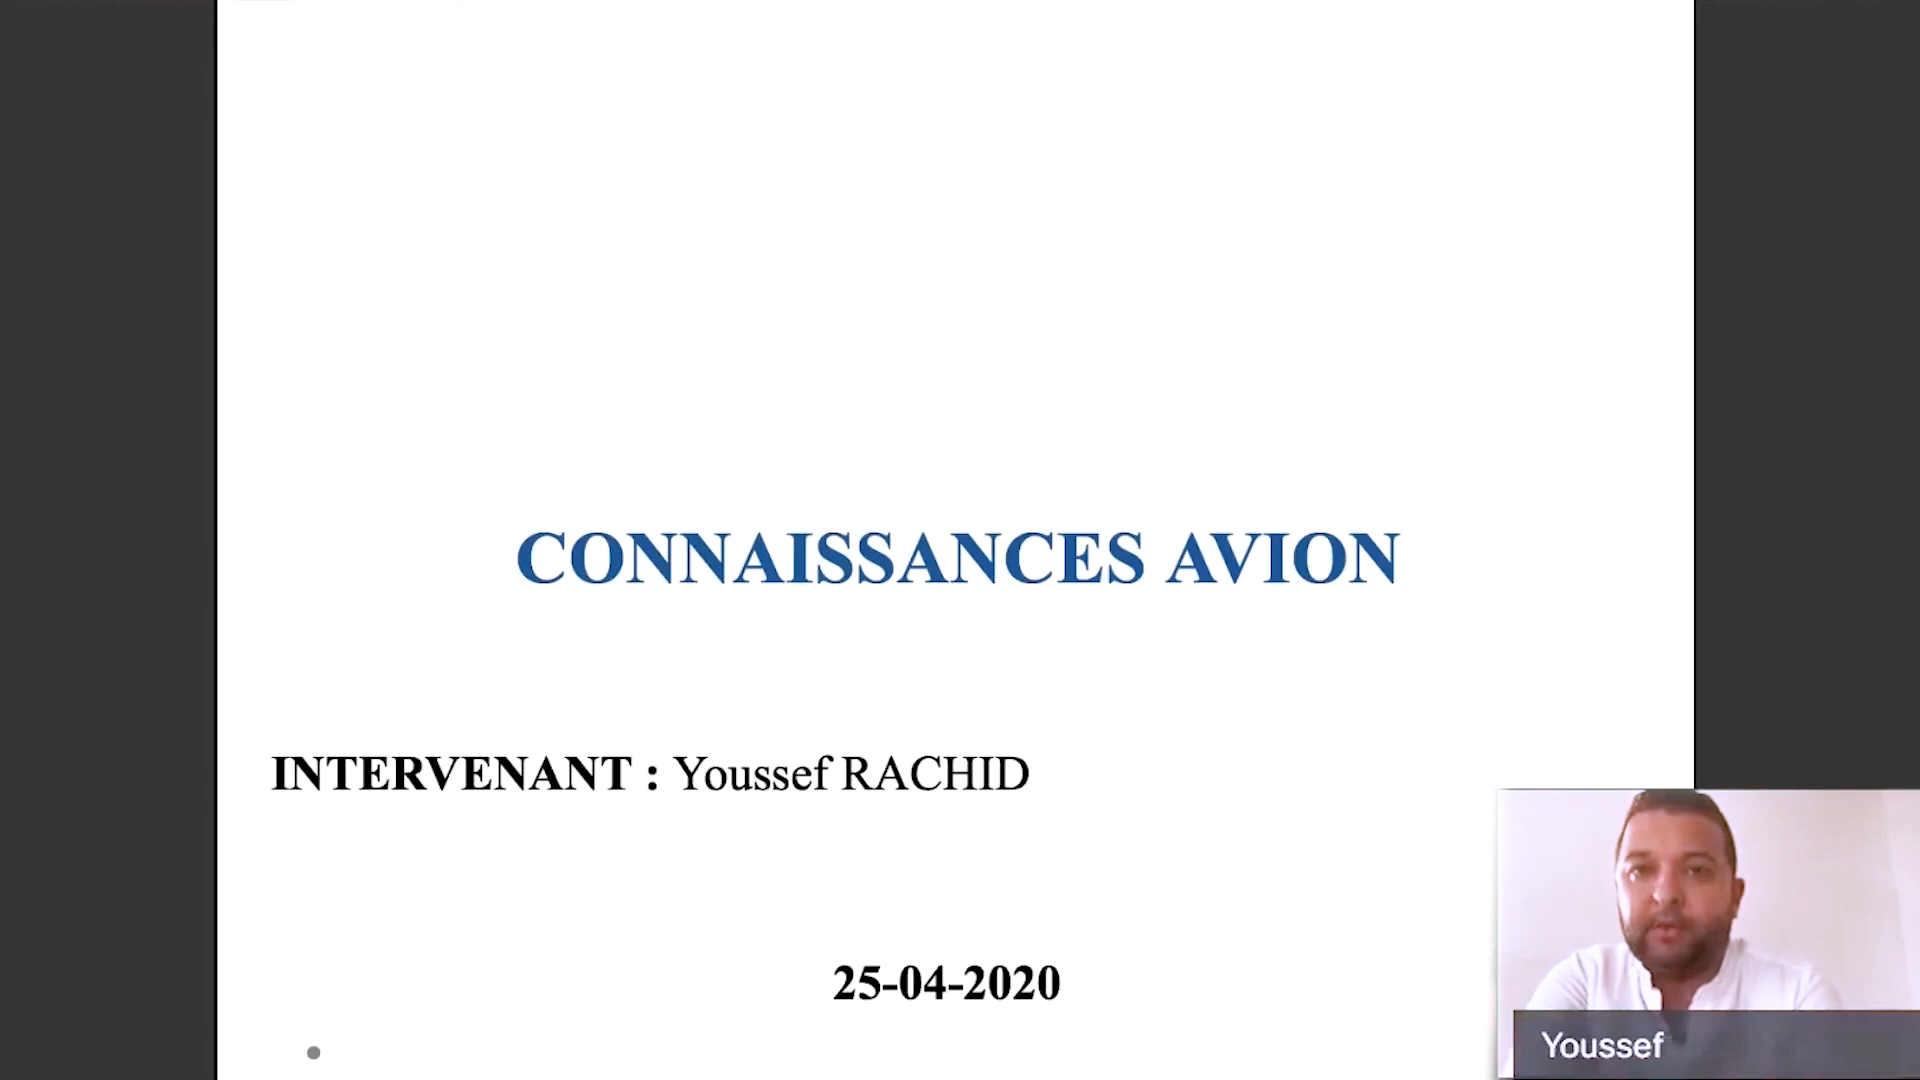 CONNAISSANCES AVION
INTERVENANT : Youssef RACHID
25-04-2020
Youssef